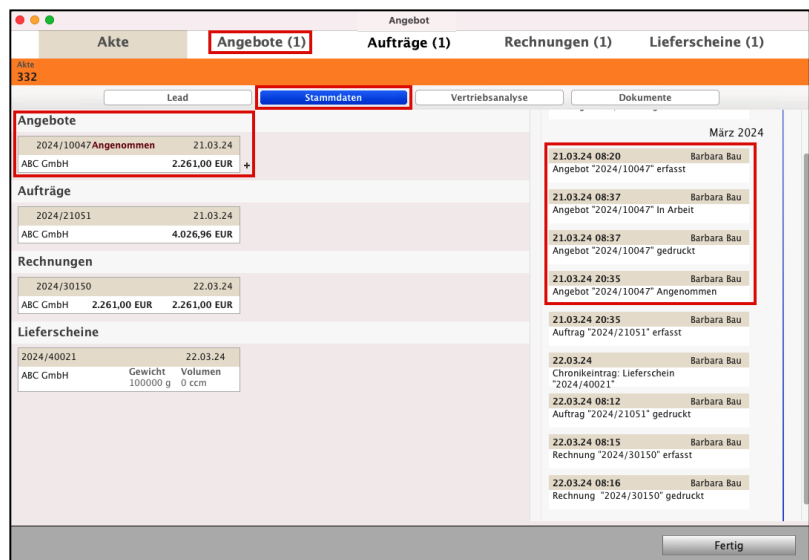 Angebot
Akte Angebote (1) Aufträge (1) Rechnungen (1) Lieferscheine (1)
Akte
332
Lead Stammdaten Vertriebsanalyse Dokumente
Angebote
2024/10047 Angenommen 21.03.24
ABC GmbH 2.261,00 EUR +
Aufträge
2024/21051 21.03.24
ABC GmbH 4.026,96 EUR
Rechnungen
2024/30150 22.03.24
ABC GmbH 2.261,00 EUR 2.261,00 EUR
Lieferscheine
2024/40021 22.03.24
ABC GmbH Gewicht Volumen
100000 g 0 ccm
März 2024
21.03.24 08:20 Barbara Bau
Angebot "2024/10047" erfasst
21.03.24 08:37 Barbara Bau
Angebot "2024/10047" In Arbeit
21.03.24 08:37 Barbara Bau
Angebot "2024/10047" gedruckt
21.03.24 20:35 Barbara Bau
Angebot "2024/10047" Angenommen
21.03.24 20:35 Barbara Bau
Auftrag "2024/21051" erfasst
22.03.24 Barbara Bau
Chronikeintrag: Lieferschein
"2024/40021"
22.03.24 08:12 Barbara Bau
Auftrag "2024/21051" gedruckt
22.03.24 08:15 Barbara Bau
Rechnung "2024/30150" erfasst
22.03.24 08:16 Barbara Bau
Rechnung "2024/30150" gedruckt
Fertig